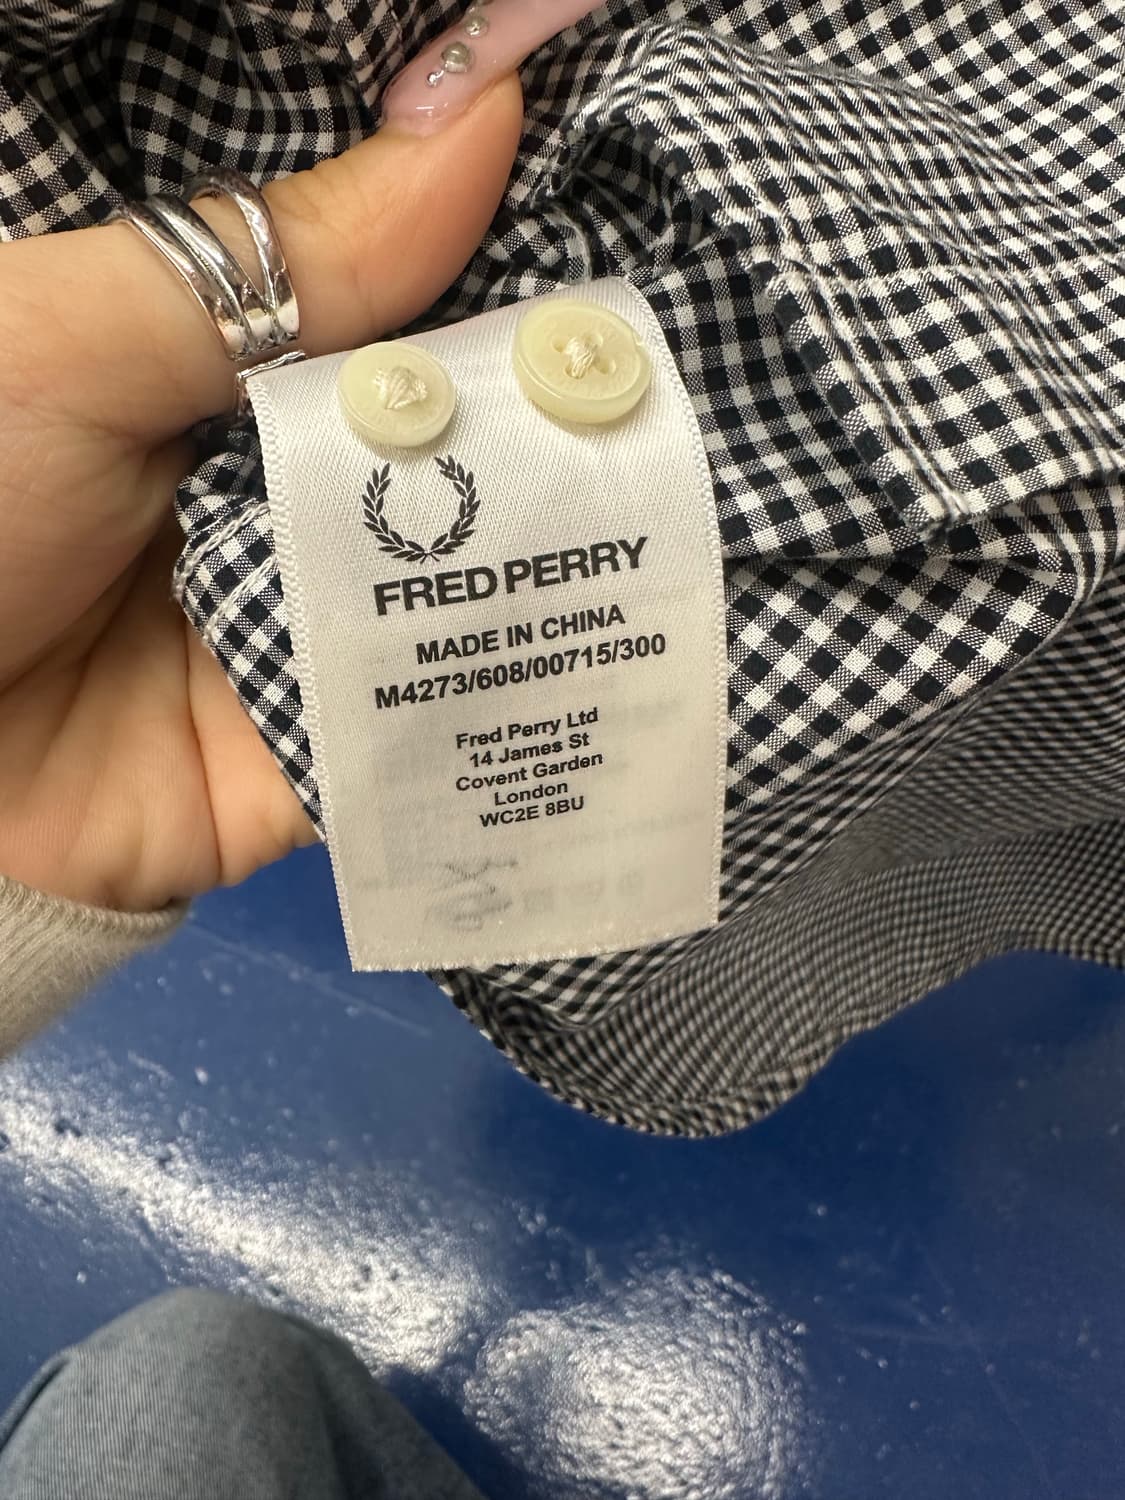 FRED PERRY
MADE IN CHINA
M4273/608/00715/300
Fred Perry Ltd
14 James St
Covent Garden
London
WC2E 8BU